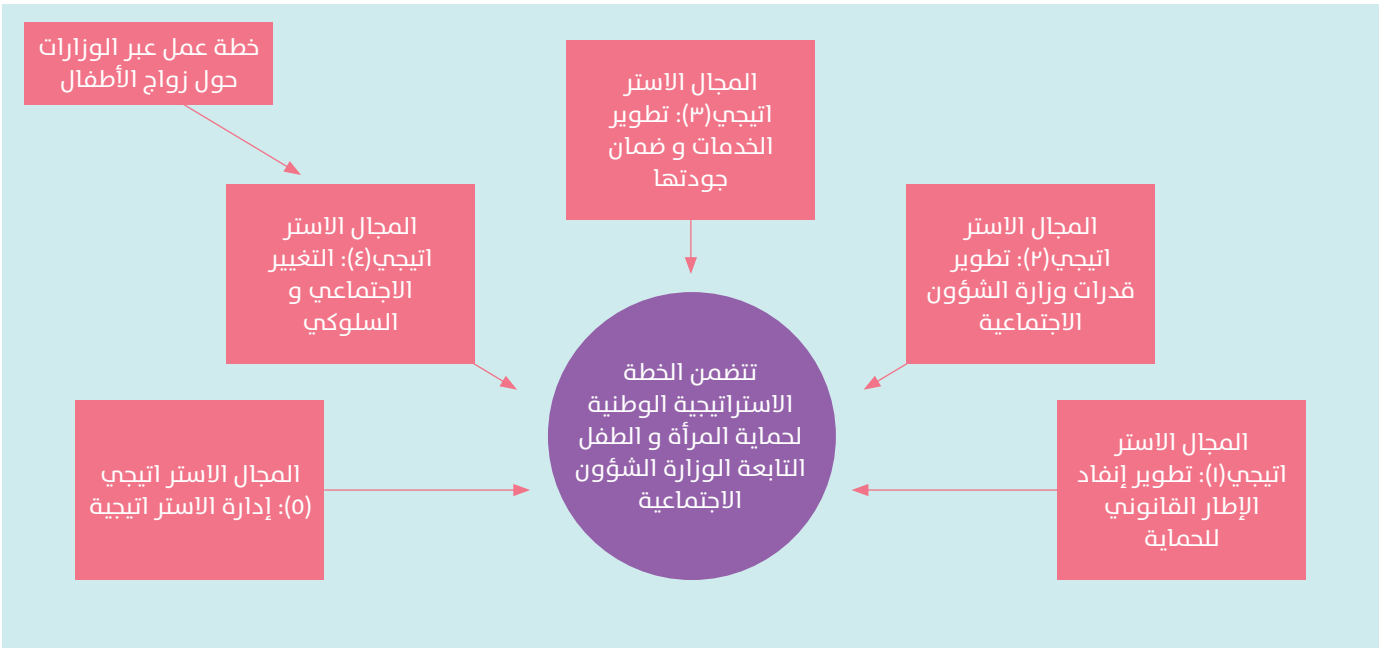 خطة عمل عبر الوزارات
حول زواج الأطفال
المجال الاستر
اتيجي(٣): تطوير
الخدمات و ضمان
جودتها
المجال الاستر
اتيجي(٤): التغيير
الاجتماعي و
السلوكي
المجال الاستر
اتيجي(٢): تطوير
قدرات وزارة الشؤون
الاجتماعية
تتضمن الخطة
الاستراتيجية الوطنية
لحماية المرأة و الطفل
التابعة الوزارة الشؤون
الاجتماعية
المجال الاستر اتيجي
(٥): إدارة الاستر اتيجية
المجال الاستر
اتيجي(١): تطوير إنفاد
الإطار القانوني
للحماية